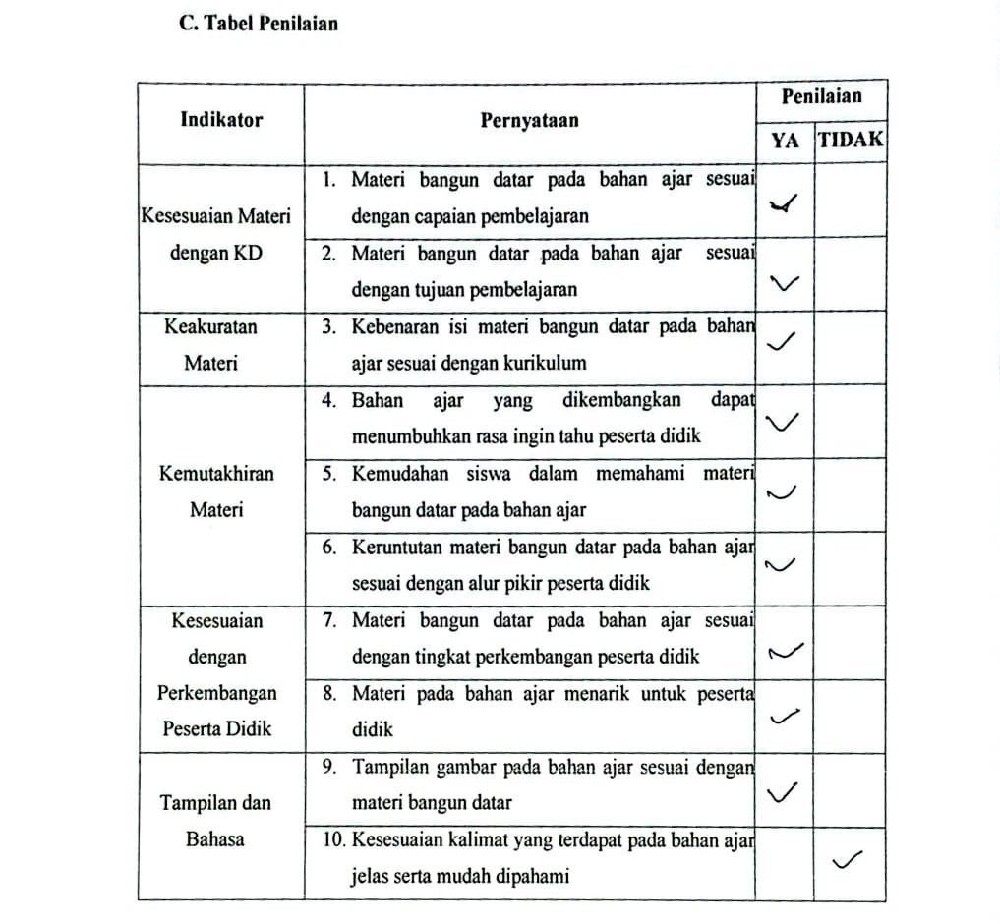 C. Tabel Penilaian
Indikator
Pernyataan
Penilaian
YA
TIDAK
Kesesuaian Materi
dengan KD
1. Materi bangun datar pada bahan ajar sesuai
dengan capaian pembelajaran
2. Materi bangun datar pada bahan ajar sesuai
dengan tujuan pembelajaran
Keakuratan
Materi
3. Kebenaran isi materi bangun datar pada bahan
ajar sesuai dengan kurikulum
Kemutakhiran
Materi
4. Bahan ajar yang dikembangkan dapat
menumbuhkan rasa ingin tahu peserta didik
5. Kemudahan siswa dalam memahami materi
bangun datar pada bahan ajar
6. Keruntutan materi bangun datar pada bahan ajar
sesuai dengan alur pikir peserta didik
Kesesuaian
dengan
Perkembangan
Peserta Didik
7. Materi bangun datar pada bahan ajar sesuai
dengan tingkat perkembangan peserta didik
8. Materi pada bahan ajar menarik untuk peserta
didik
Tampilan dan
Bahasa
9. Tampilan gambar pada bahan ajar sesuai dengan
materi bangun datar
10. Kesesuaian kalimat yang terdapat pada bahan ajar
jelas serta mudah dipahami